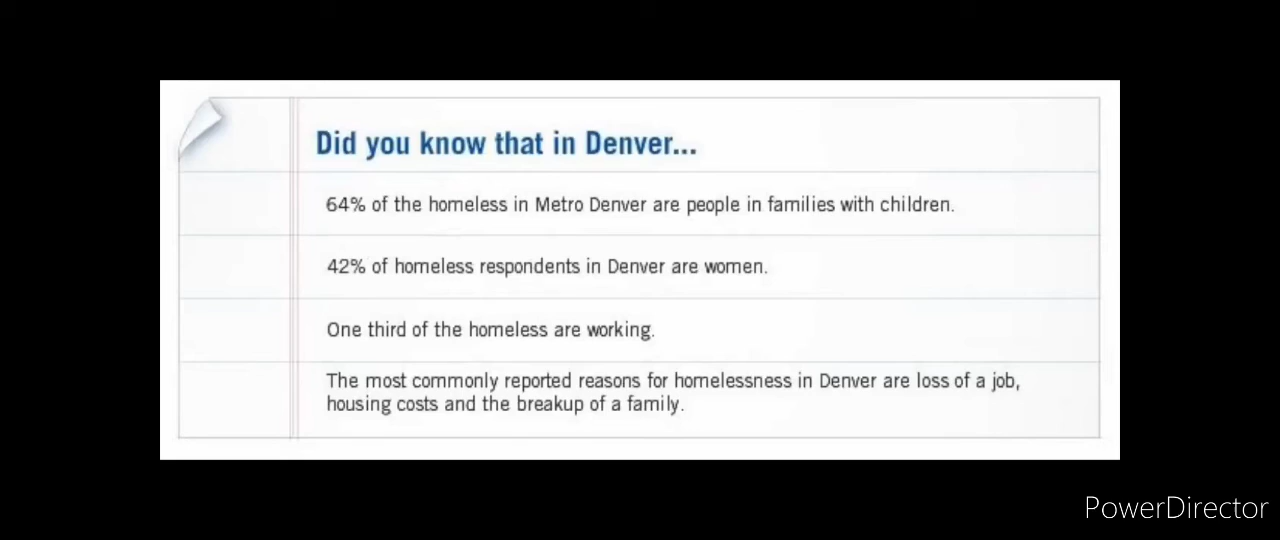 Did you know that in Denver...
64% of the homeless in Metro Denver are people in families with children.
42% of homeless respondents in Denver are women.
One third of the homeless are working.
The most commonly reported reasons for homelessness in Denver are loss of a job,
housing costs and the breakup of a family.
PowerDirector